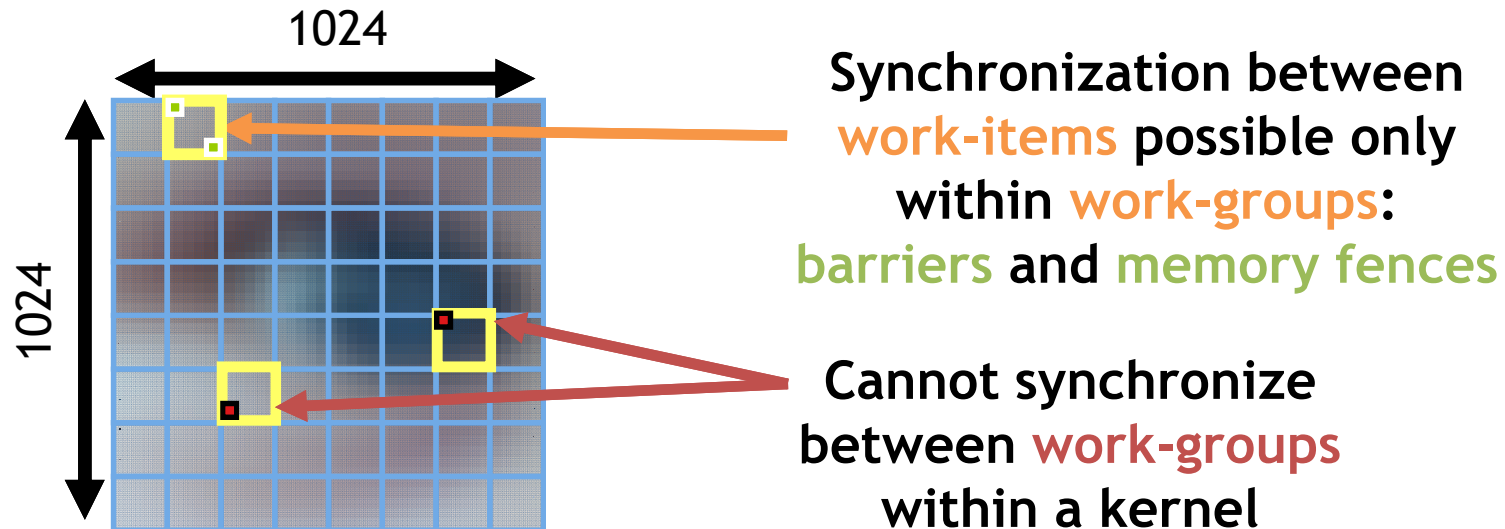 1024
1024
Synchronization between
work-items possible only
within work-groups:
barriers and memory fences
Cannot synchronize
between work-groups
within a kernel